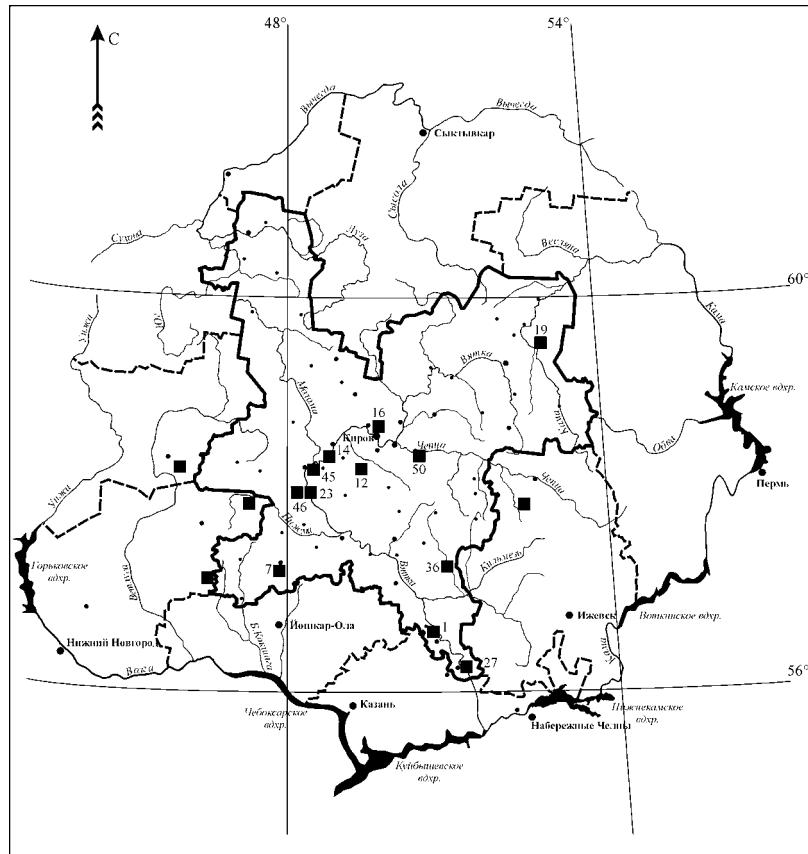 48°
54°
С
Вычегда
Вычегда
Сыктывкар
Сысола
Сухона
Луза
Весляна
60°
Унжа
Юг
Кама
19
Вятка
Молома
16
Киров
Камское
вдхр.
Чепца
Обва
14
50
45
12
Пермь
46
23
Чепца
Унжа
Пижма
Горьковское
вдхр.
Ветлуга
7
36
Кильмезь
Вятка
Ижевск
Воткинское вдхр.
Йошкар-Ола
Б.Кокшага
1
Нижний Новгород
Кама
Волга
27
56°
Чебоксарское
вдхр.
Казань
Нижнекамское
вдхр.
Набережные Челны
Куйбышевское
вдхр.